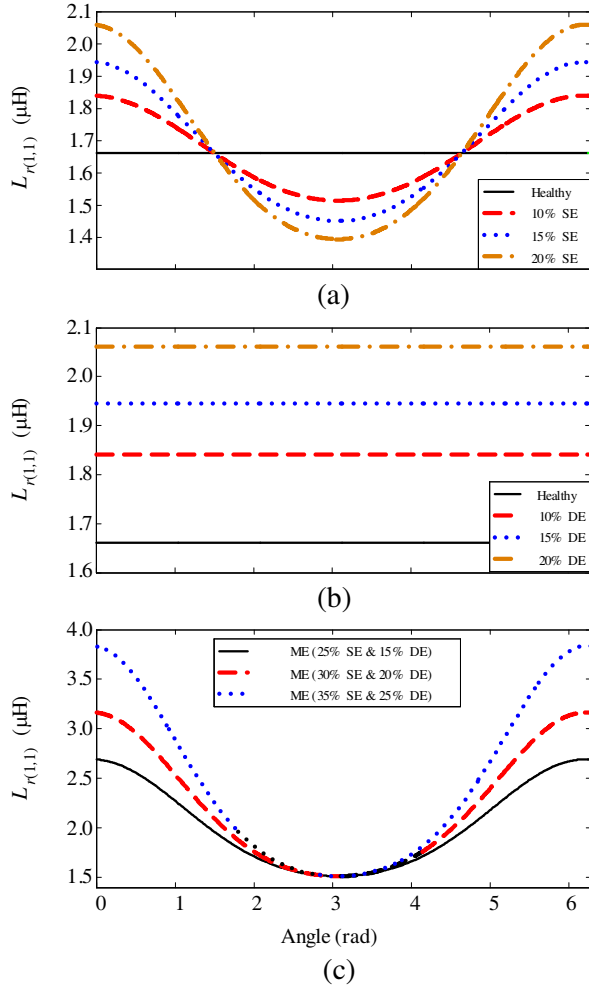 2.1
2.0
1.9
1.8
1.7
1.6
1.5
1.4
L r(1,1) (μH)
Healthy
10% SE
15% SE
20% SE
(a)
2.1
2.0
1.9
1.8
1.7
1.6
L r(1,1) (μH)
Healthy
10% DE
15% DE
20% DE
(b)
4.0
3.5
3.0
2.5
2.0
1.5
L r(1,1) (μH)
ME (25% SE & 15% DE)
ME (30% SE & 20% DE)
ME (35% SE & 25% DE)
0 1 2 3 4 5 6
Angle (rad)
(c)